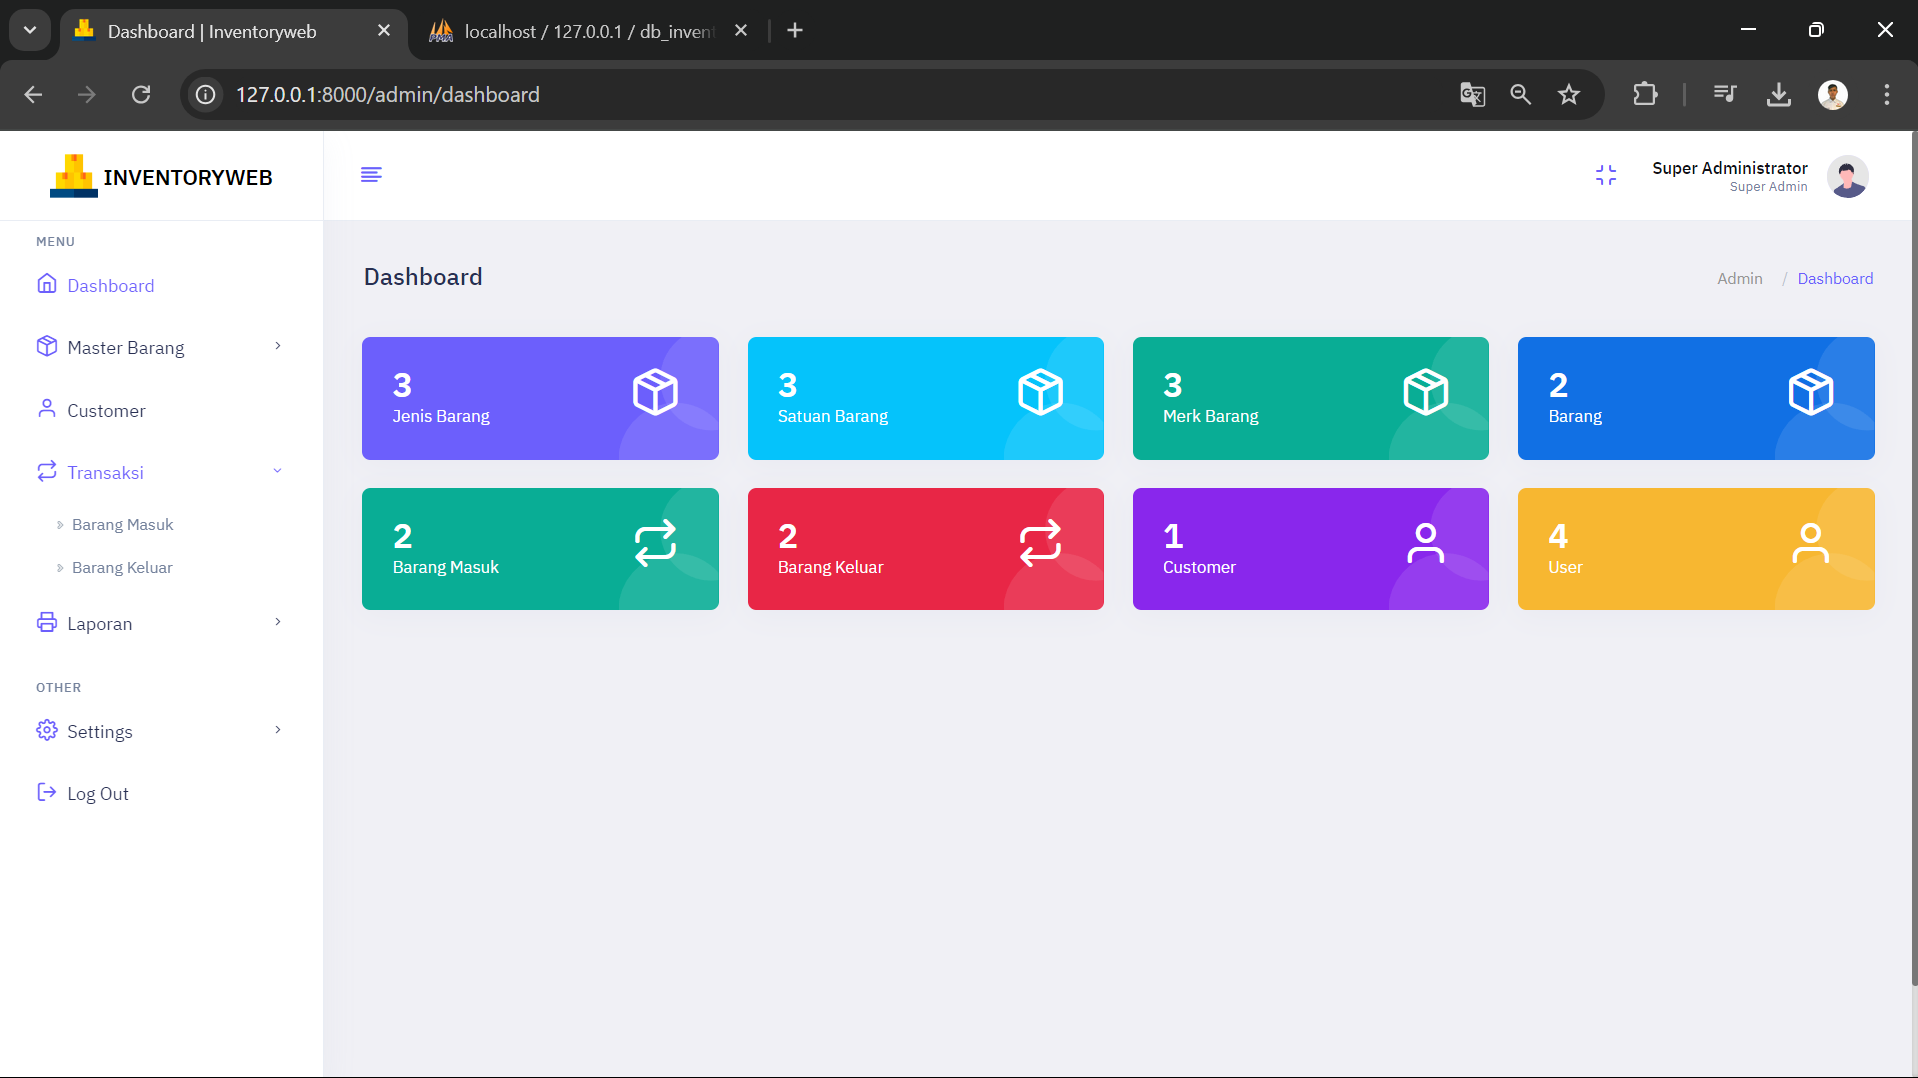 Dashboard | Inventoryweb
localhost / 127.0.0.1 / db_invent
127.0.0.1:8000/admin/dashboard
INVENTORYWEB
Super Administrator
Super Admin
MENU
Dashboard
Master Barang
Customer
Transaksi
Barang Masuk
Barang Keluar
Laporan
OTHER
Settings
Log Out
Dashboard
Admin / Dashboard
3
Jenis Barang
3
Satuan Barang
3
Merk Barang
2
Barang
2
Barang Masuk
2
Barang Keluar
1
Customer
4
User